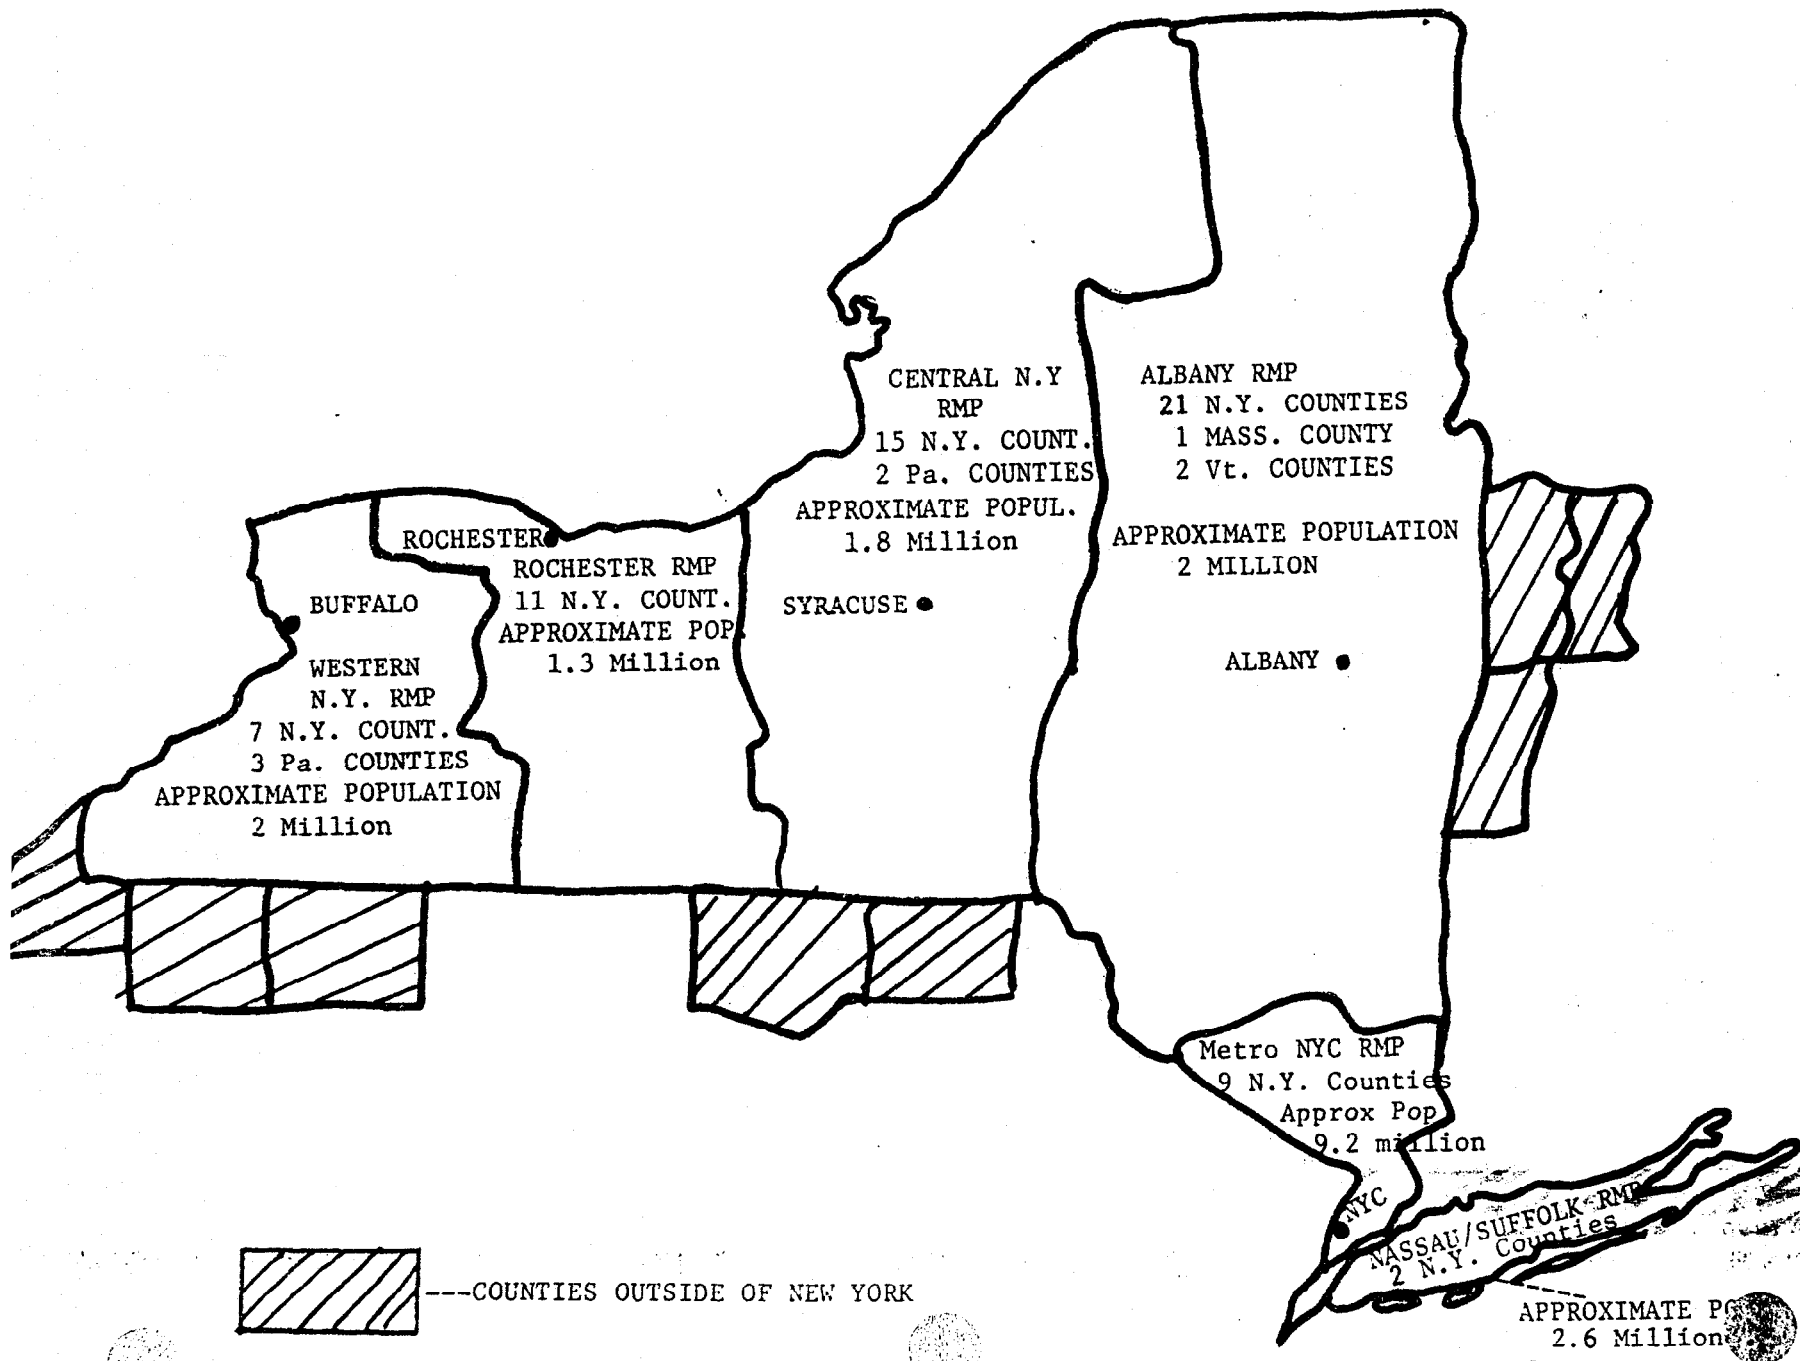 CENTRAL N.Y
RMP
15 N.Y. COUNT.
2 Pa. COUNTIES
APPROXIMATE POPUL.
1.8 Million
SYRACUSE
ALBANY RMP
21 N.Y. COUNTIES
1 MASS. COUNTY
2 Vt. COUNTIES
APPROXIMATE POPULATION
2 MILLION
ALBANY
ROCHESTER
ROCHESTER RMP
11 N.Y. COUNT.
APPROXIMATE POP.
1.3 Million
BUFFALO
WESTERN
N.Y. RMP
7 N.Y. COUNT.
3 Pa. COUNTIES
APPROXIMATE POPULATION
2 Million
Metro NYC RMP
9 N.Y. Counties
Approx Pop
9.2 million
NYC
NASSAU/SUFFOLK RMP
2 N.Y. Counties
APPROXIMATE
2.6 Million
---COUNTIES OUTSIDE OF NEW YORK